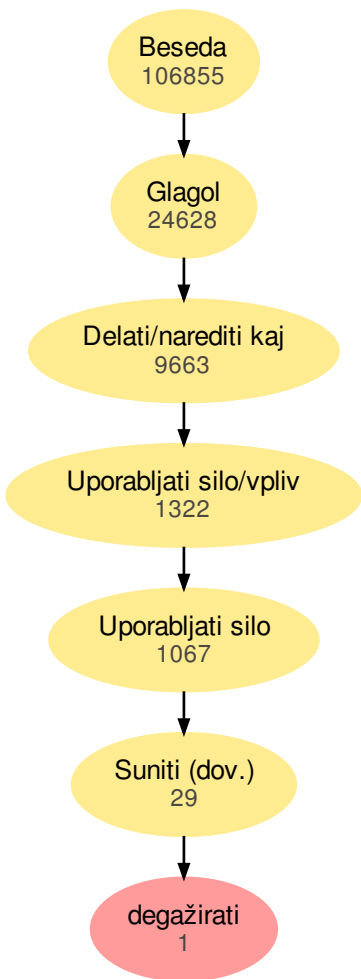 Beseda
106855
Glagol
24628
Delati/narediti kaj
9663
Uporabljati silo/vpliv
1322
Uporabljati silo
1067
Suniti (dov.)
29
degažirati
1